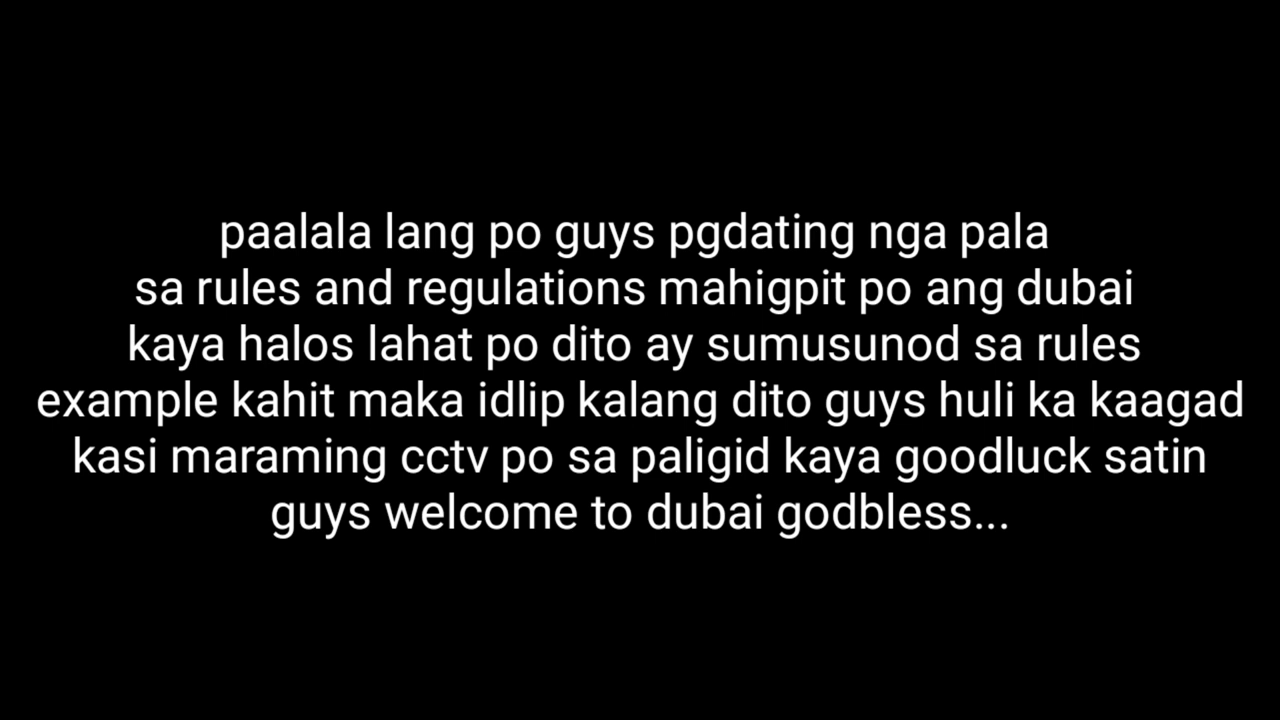 paalala lang po guys pgdating nga pala
sa rules and regulations mahigpit po ang dubai
kaya halos lahat po dito ay sumusunod sa rules
example kahit maka idlip kalang dito guys huli ka kaagad
kasi maraming cctv po sa paligid kaya goodluck satin
guys welcome to dubai godbless...